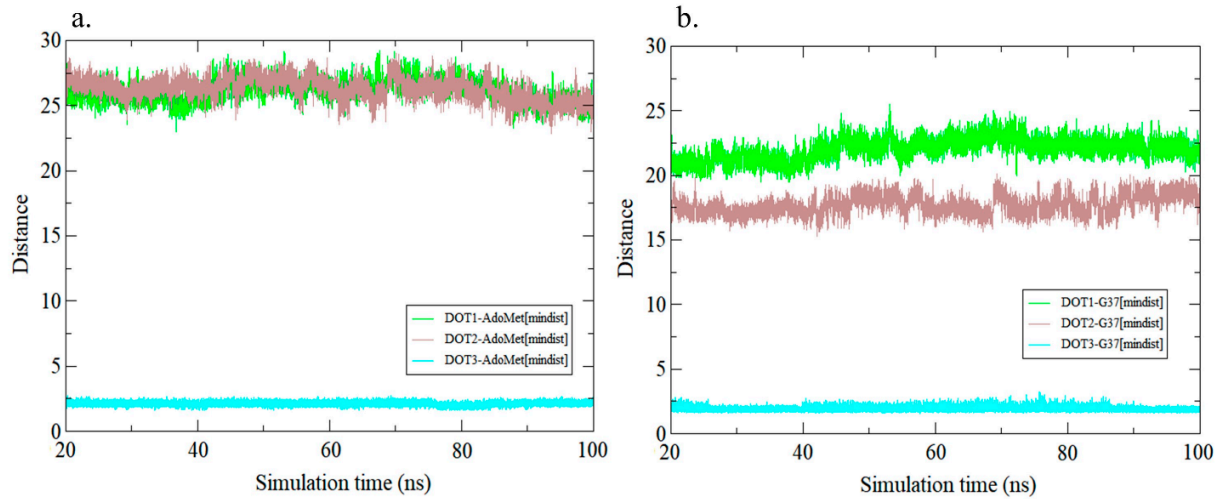 a.
30
25
20
15
10
5
0
Distance
DOT1-AdoMet[mindist]
DOT2-AdoMet[mindist]
DOT3-AdoMet[mindist]
20 40 60 80 100
Simulation time (ns)
b.
30
25
20
15
10
5
0
Distance
DOT1-G37[mindist]
DOT2-G37[mindist]
DOT3-G37[mindist]
20 40 60 80 100
Simulation time (ns)